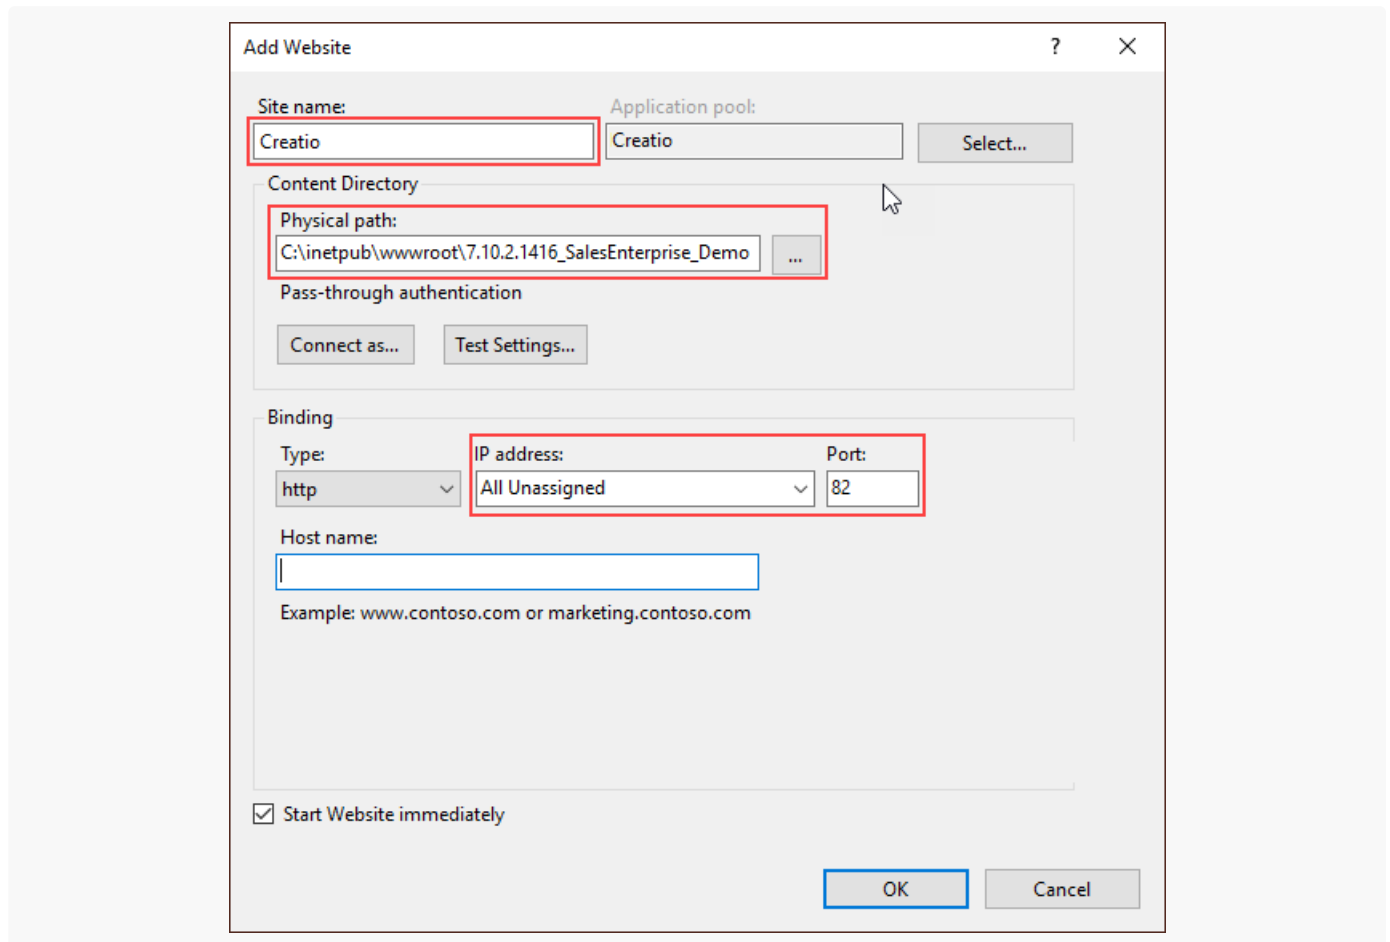 Add Website
?
Site name:
Application pool:
Creatio
Creatio
Select...
Content Directory
Physical path:
C:\inetpub\wwwroot\7.10.2.1416_SalesEnterprise_Demo
...
Pass-through authentication
Connect as...
Test Settings...
Binding
Type:
IP address:
Port:
http
All Unassigned
82
Host name:
Example: www.contoso.com or marketing.contoso.com
Start Website immediately
OK
Cancel